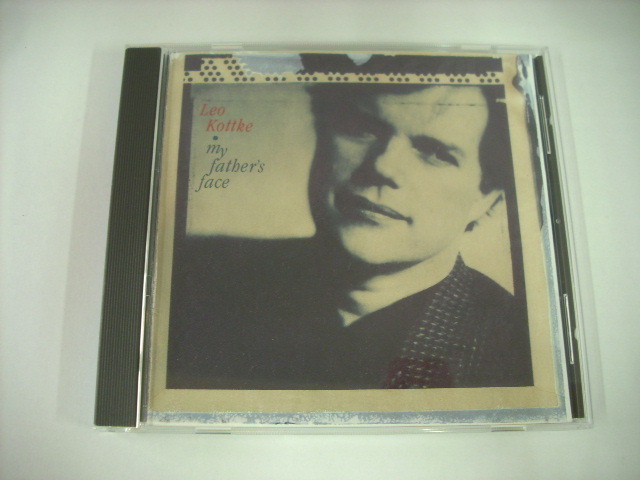 Leo
Kottke
•
my
father's
face